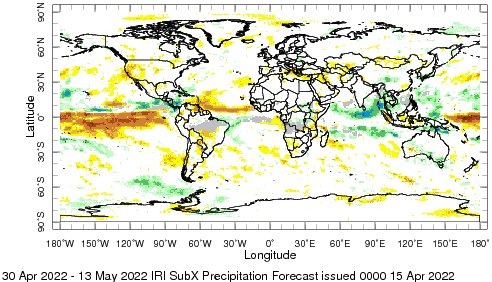 90°N
60°N
30°N
0°
30°S
60°S
90°S
Latitude
180°W 150°W 120°W 90°W 60°W 30°W 0° 30°E 60°E 90°E 120°E 150°E 180°E
Longitude
30 Apr 2022 - 13 May 2022 IRI SubX Precipitation Forecast issued 0000 15 Apr 2022